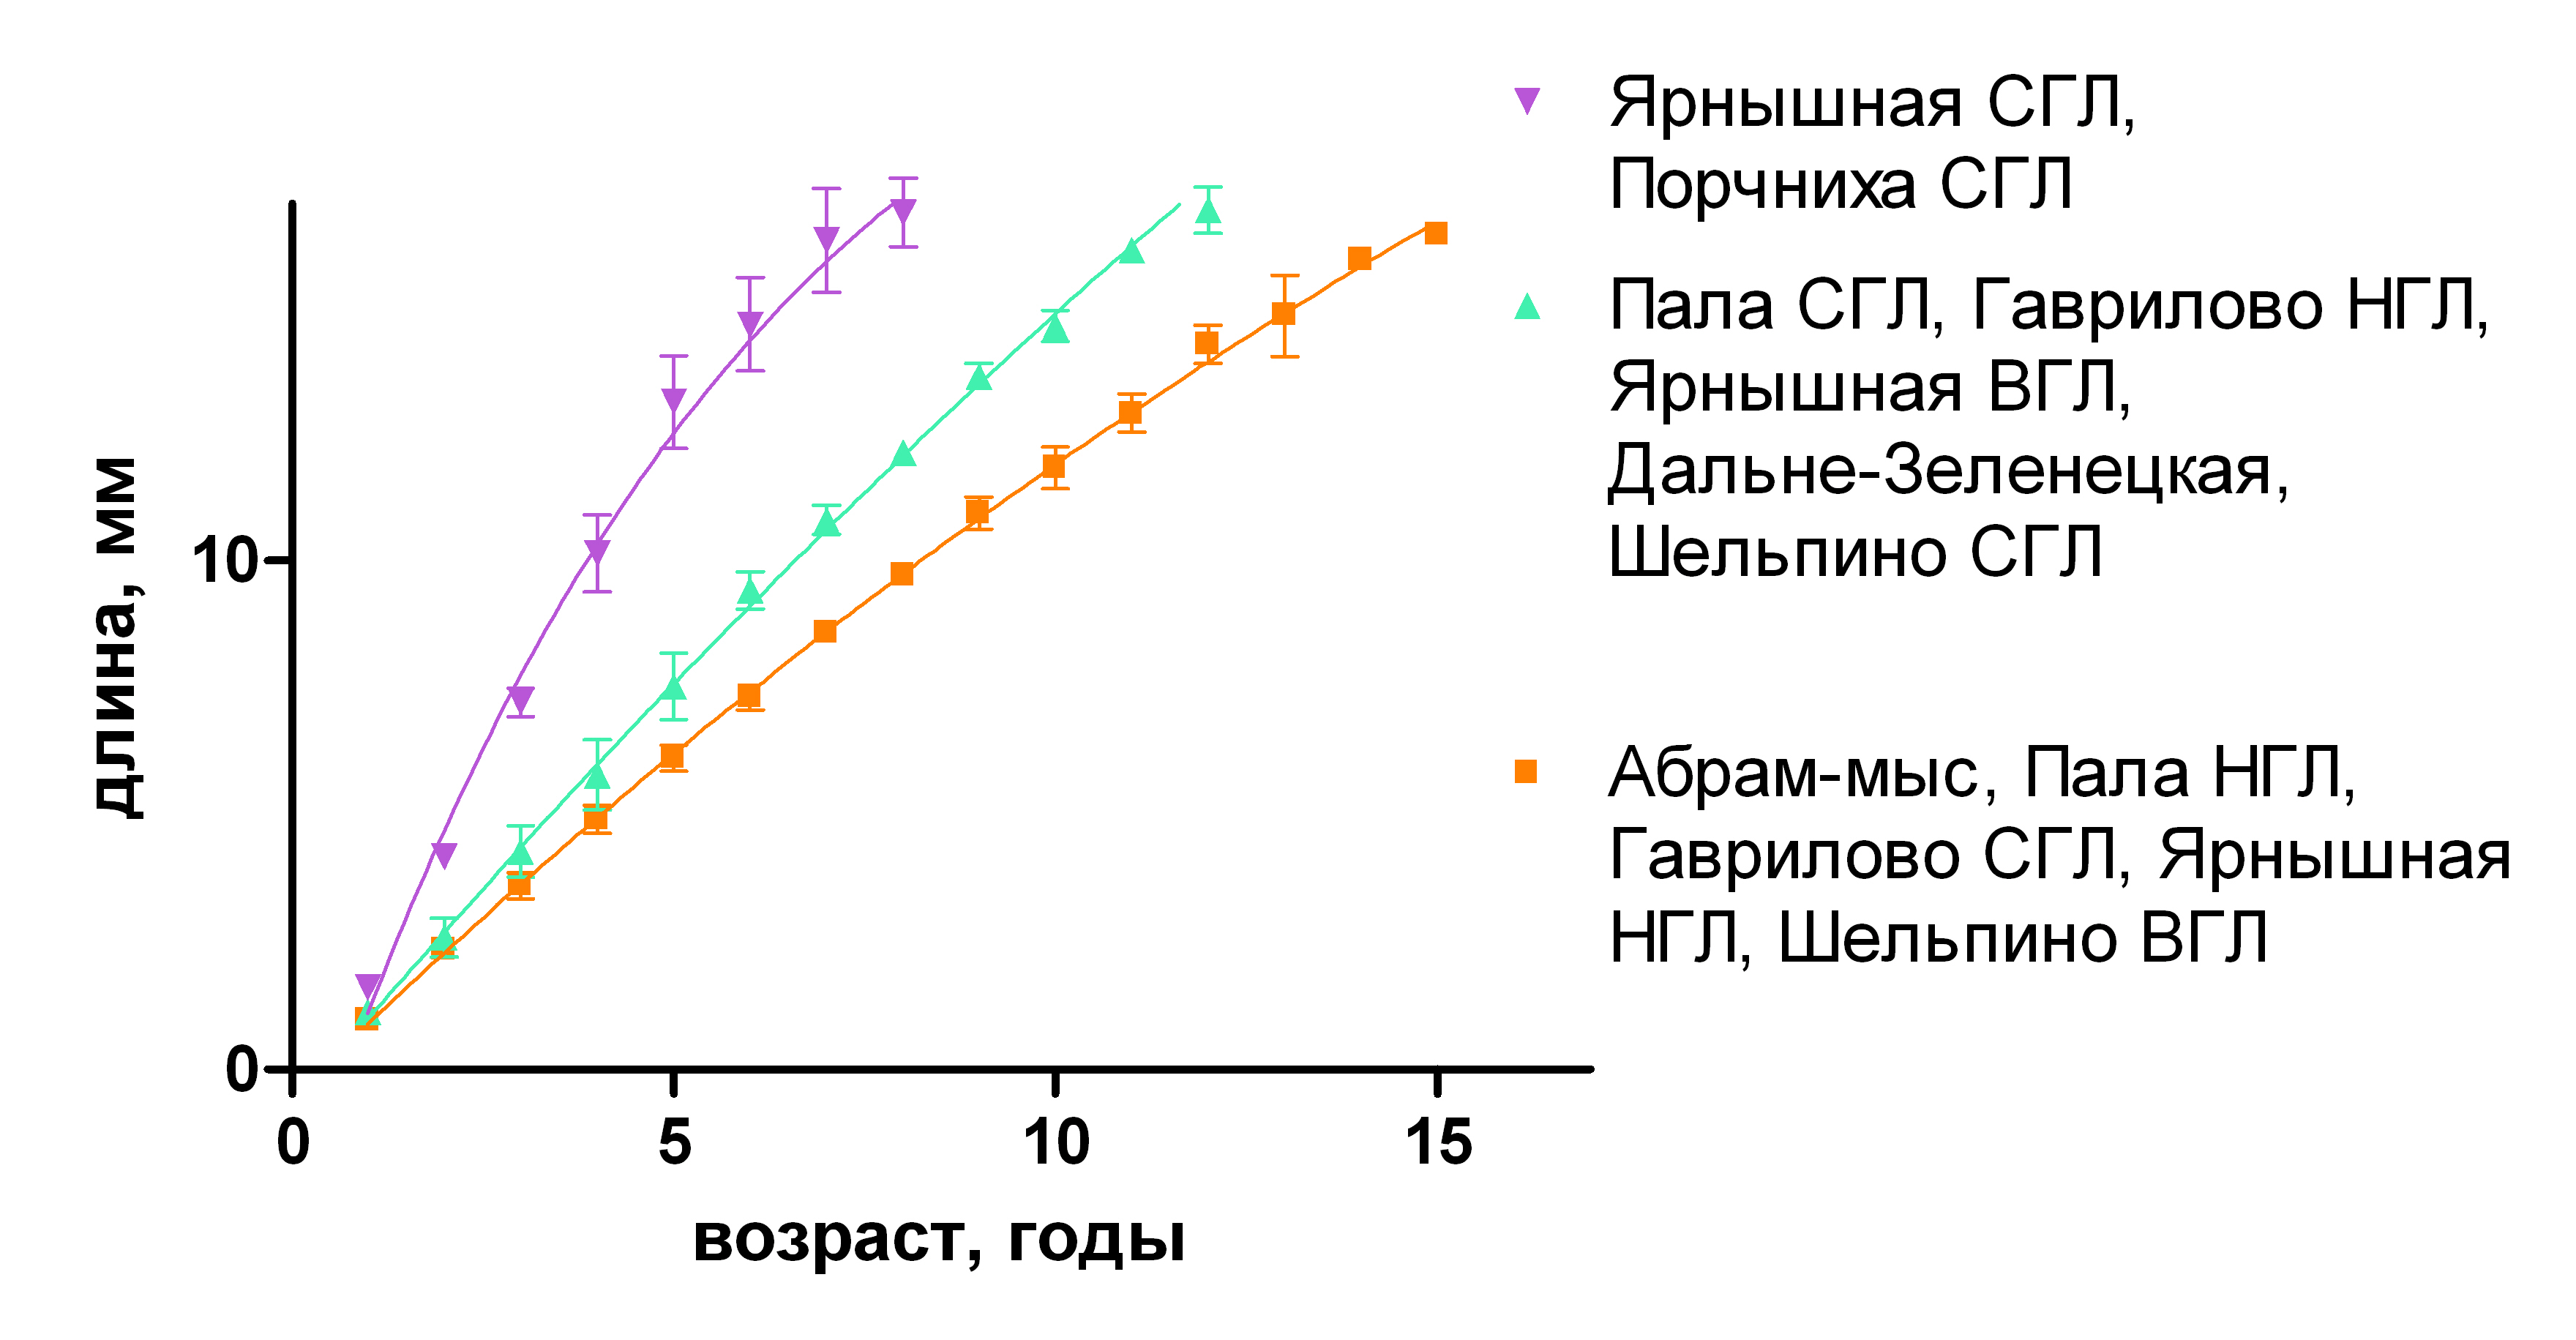 Ярнышная СГЛ,
Порчниха СГЛ
Пала СГЛ, Гаврилово НГЛ,
Ярнышная ВГЛ,
Дальне-Зеленецкая,
Шельпино СГЛ
Абрам-мыс, Пала НГЛ,
Гаврилово СГЛ, Ярнышная
НГЛ, Шельпино ВГЛ
длина, мм
10
0
0
5
10
15
возраст, годы